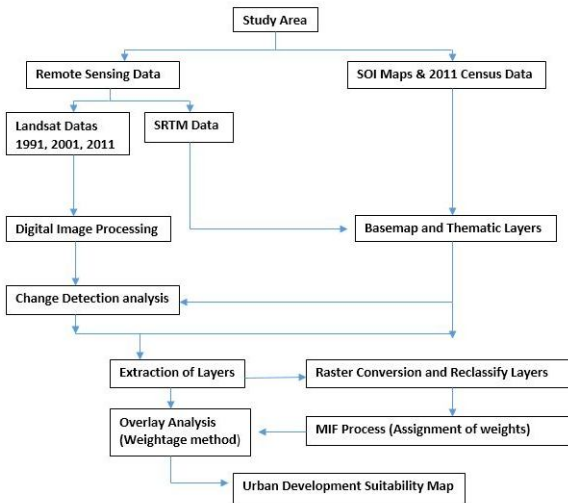 Study Area
Remote Sensing Data
SOI Maps & 2011 Census Data
Landsat Datas
1991, 2001, 2011
SRTM Data
Digital Image Processing
Basemap and Thematic Layers
Change Detection analysis
Extraction of Layers
Raster Conversion and Reclassify Layers
Overlay Analysis
(Weightage method)
MIF Process (Assignment of weights)
Urban Development Suitability Map